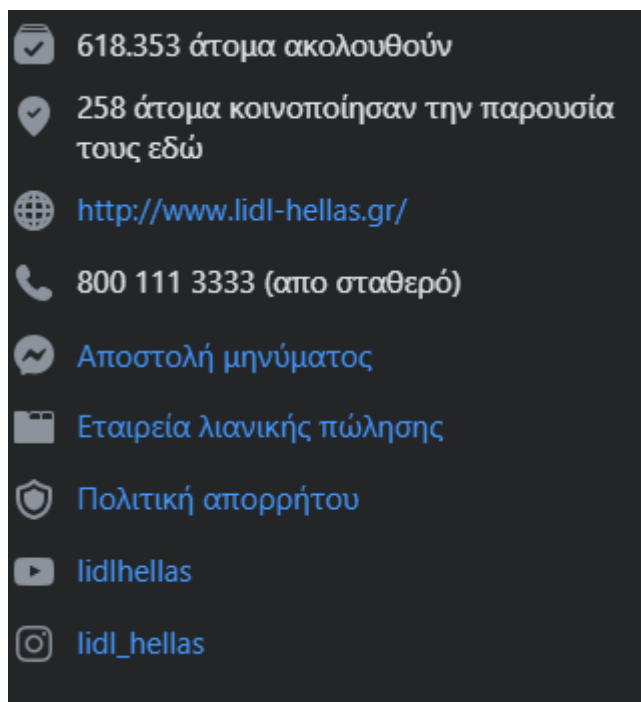 618.353 άτομα ακολουθούν
258 άτομα κοινοποίησαν την παρουσία
τους εδώ
http://www.lidl-hellas.gr/
800 111 3333 (απο σταθερό)
Αποστολή μηνύματος
Εταιρεία λιανικής πώλησης
Πολιτική απορρήτου
lidlhellas
lidl_hellas